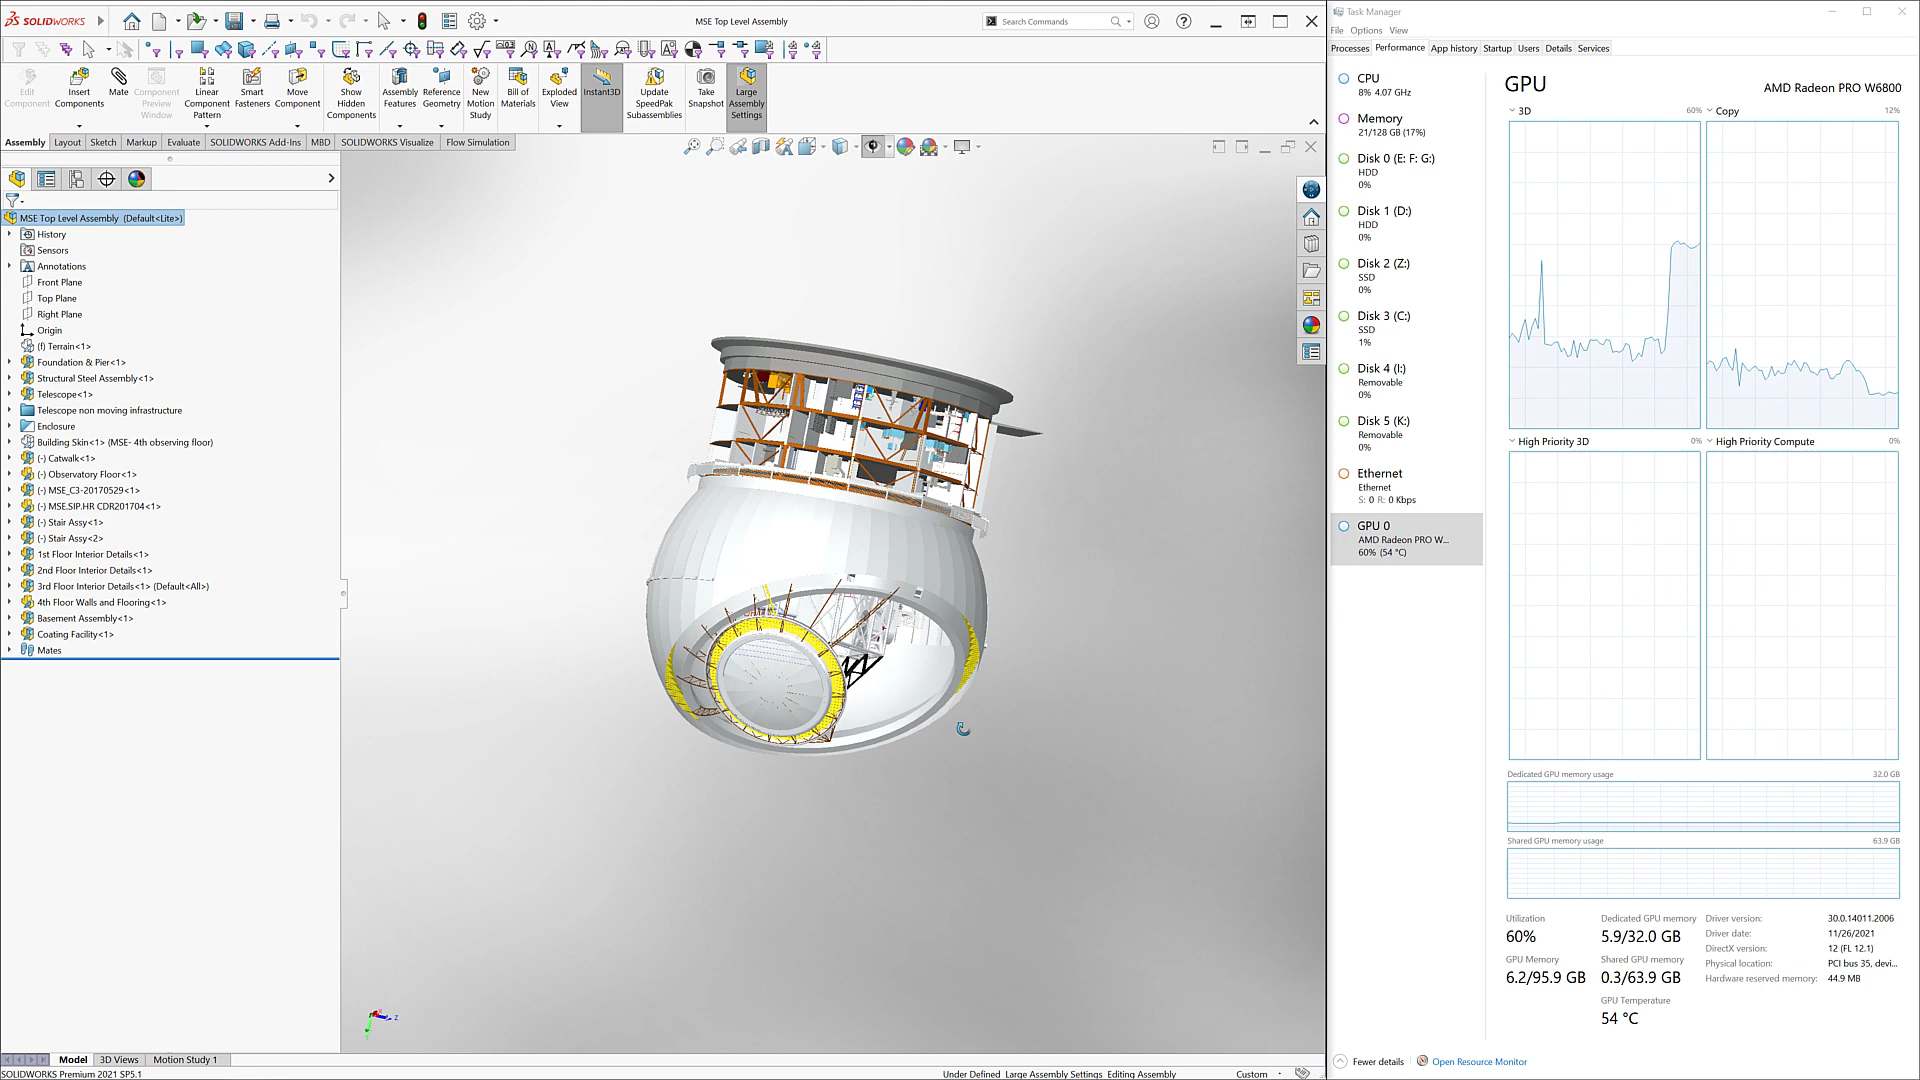 SOLIDWORKS
MSE Top Level Assembly
Search Commands
Edit Component
Insert Components
Mate
Component Preview Window
Linear Component Pattern
Smart Fasteners
Move Component
Show Hidden Components
Assembly Features
Reference Geometry
New Motion Study
Bill of Materials
Exploded View
Instant3D
Update SpeedPak Subassemblies
Take Snapshot
Large Assembly Settings
Assembly Layout Sketch Markup Evaluate SOLIDWORKS Add-Ins MBD SOLIDWORKS Visualize Flow Simulation
MSE Top Level Assembly (Default<Lite>)
History
Sensors
Annotations
Front Plane
Top Plane
Right Plane
Origin
(f) Terrain<1>
Foundation & Pier<1>
Structural Steel Assembly<1>
Telescope<1>
Telescope non moving infrastructure
Enclosure
Building Skin<1> (MSE- 4th observing floor)
(-) Catwalk<1>
(-) Observatory Floor<1>
(-) MSE_C3-20170529<1>
(-) MSE.SIP.HR CDR201704<1>
(-) Stair Assy<1>
(-) Stair Assy<2>
1st Floor Interior Details<1>
2nd Floor Interior Details<1>
3rd Floor Interior Details<1> (Default<All>)
4th Floor Walls and Flooring<1>
Basement Assembly<1>
Coating Facility<1>
Mates
Z
Model 3D Views Motion Study 1
SOLIDWORKS Premium 2021 SP5.1
Under Defined Large Assembly Settings Editing Assembly Custom
Task Manager
File Options View
Processes Performance App history Startup Users Details Services
CPU
8% 4.07 GHz
Memory
21/128 GB (17%)
Disk 0 (E: F: G:)
HDD
0%
Disk 1 (D:)
HDD
0%
Disk 2 (Z:)
SSD
0%
Disk 3 (C:)
SSD
1%
Disk 4 (I:)
Removable
0%
Disk 5 (K:)
Removable
0%
Ethernet
Ethernet
S: 0 R: 0 Kbps
GPU 0
AMD Radeon PRO W...
60% (54 °C)
GPU
AMD Radeon PRO W6800
3D 60% Copy 12%
High Priority 3D 0% High Priority Compute 0%
Dedicated GPU memory usage 32.0 GB
Shared GPU memory usage 63.9 GB
Utilization
60%
Dedicated GPU memory
5.9/32.0 GB
GPU Memory
6.2/95.9 GB
Shared GPU memory
0.3/63.9 GB
GPU Temperature
54 °C
Driver version: 30.0.14011.2006
Driver date: 11/26/2021
DirectX version: 12 (FL 12.1)
Physical location: PCI bus 35, devi...
Hardware reserved memory: 44.9 MB
Fewer details Open Resource Monitor